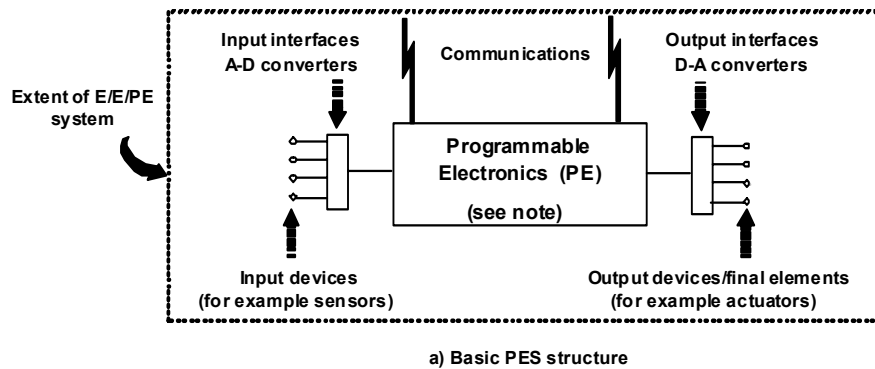 Input interfaces
A-D converters
Communications
Output interfaces
D-A converters
Extent of E/E/PE
system
Programmable
Electronics (PE)
(see note)
Input devices
(for example sensors)
Output devices/final elements
(for example actuators)
a) Basic PES structure